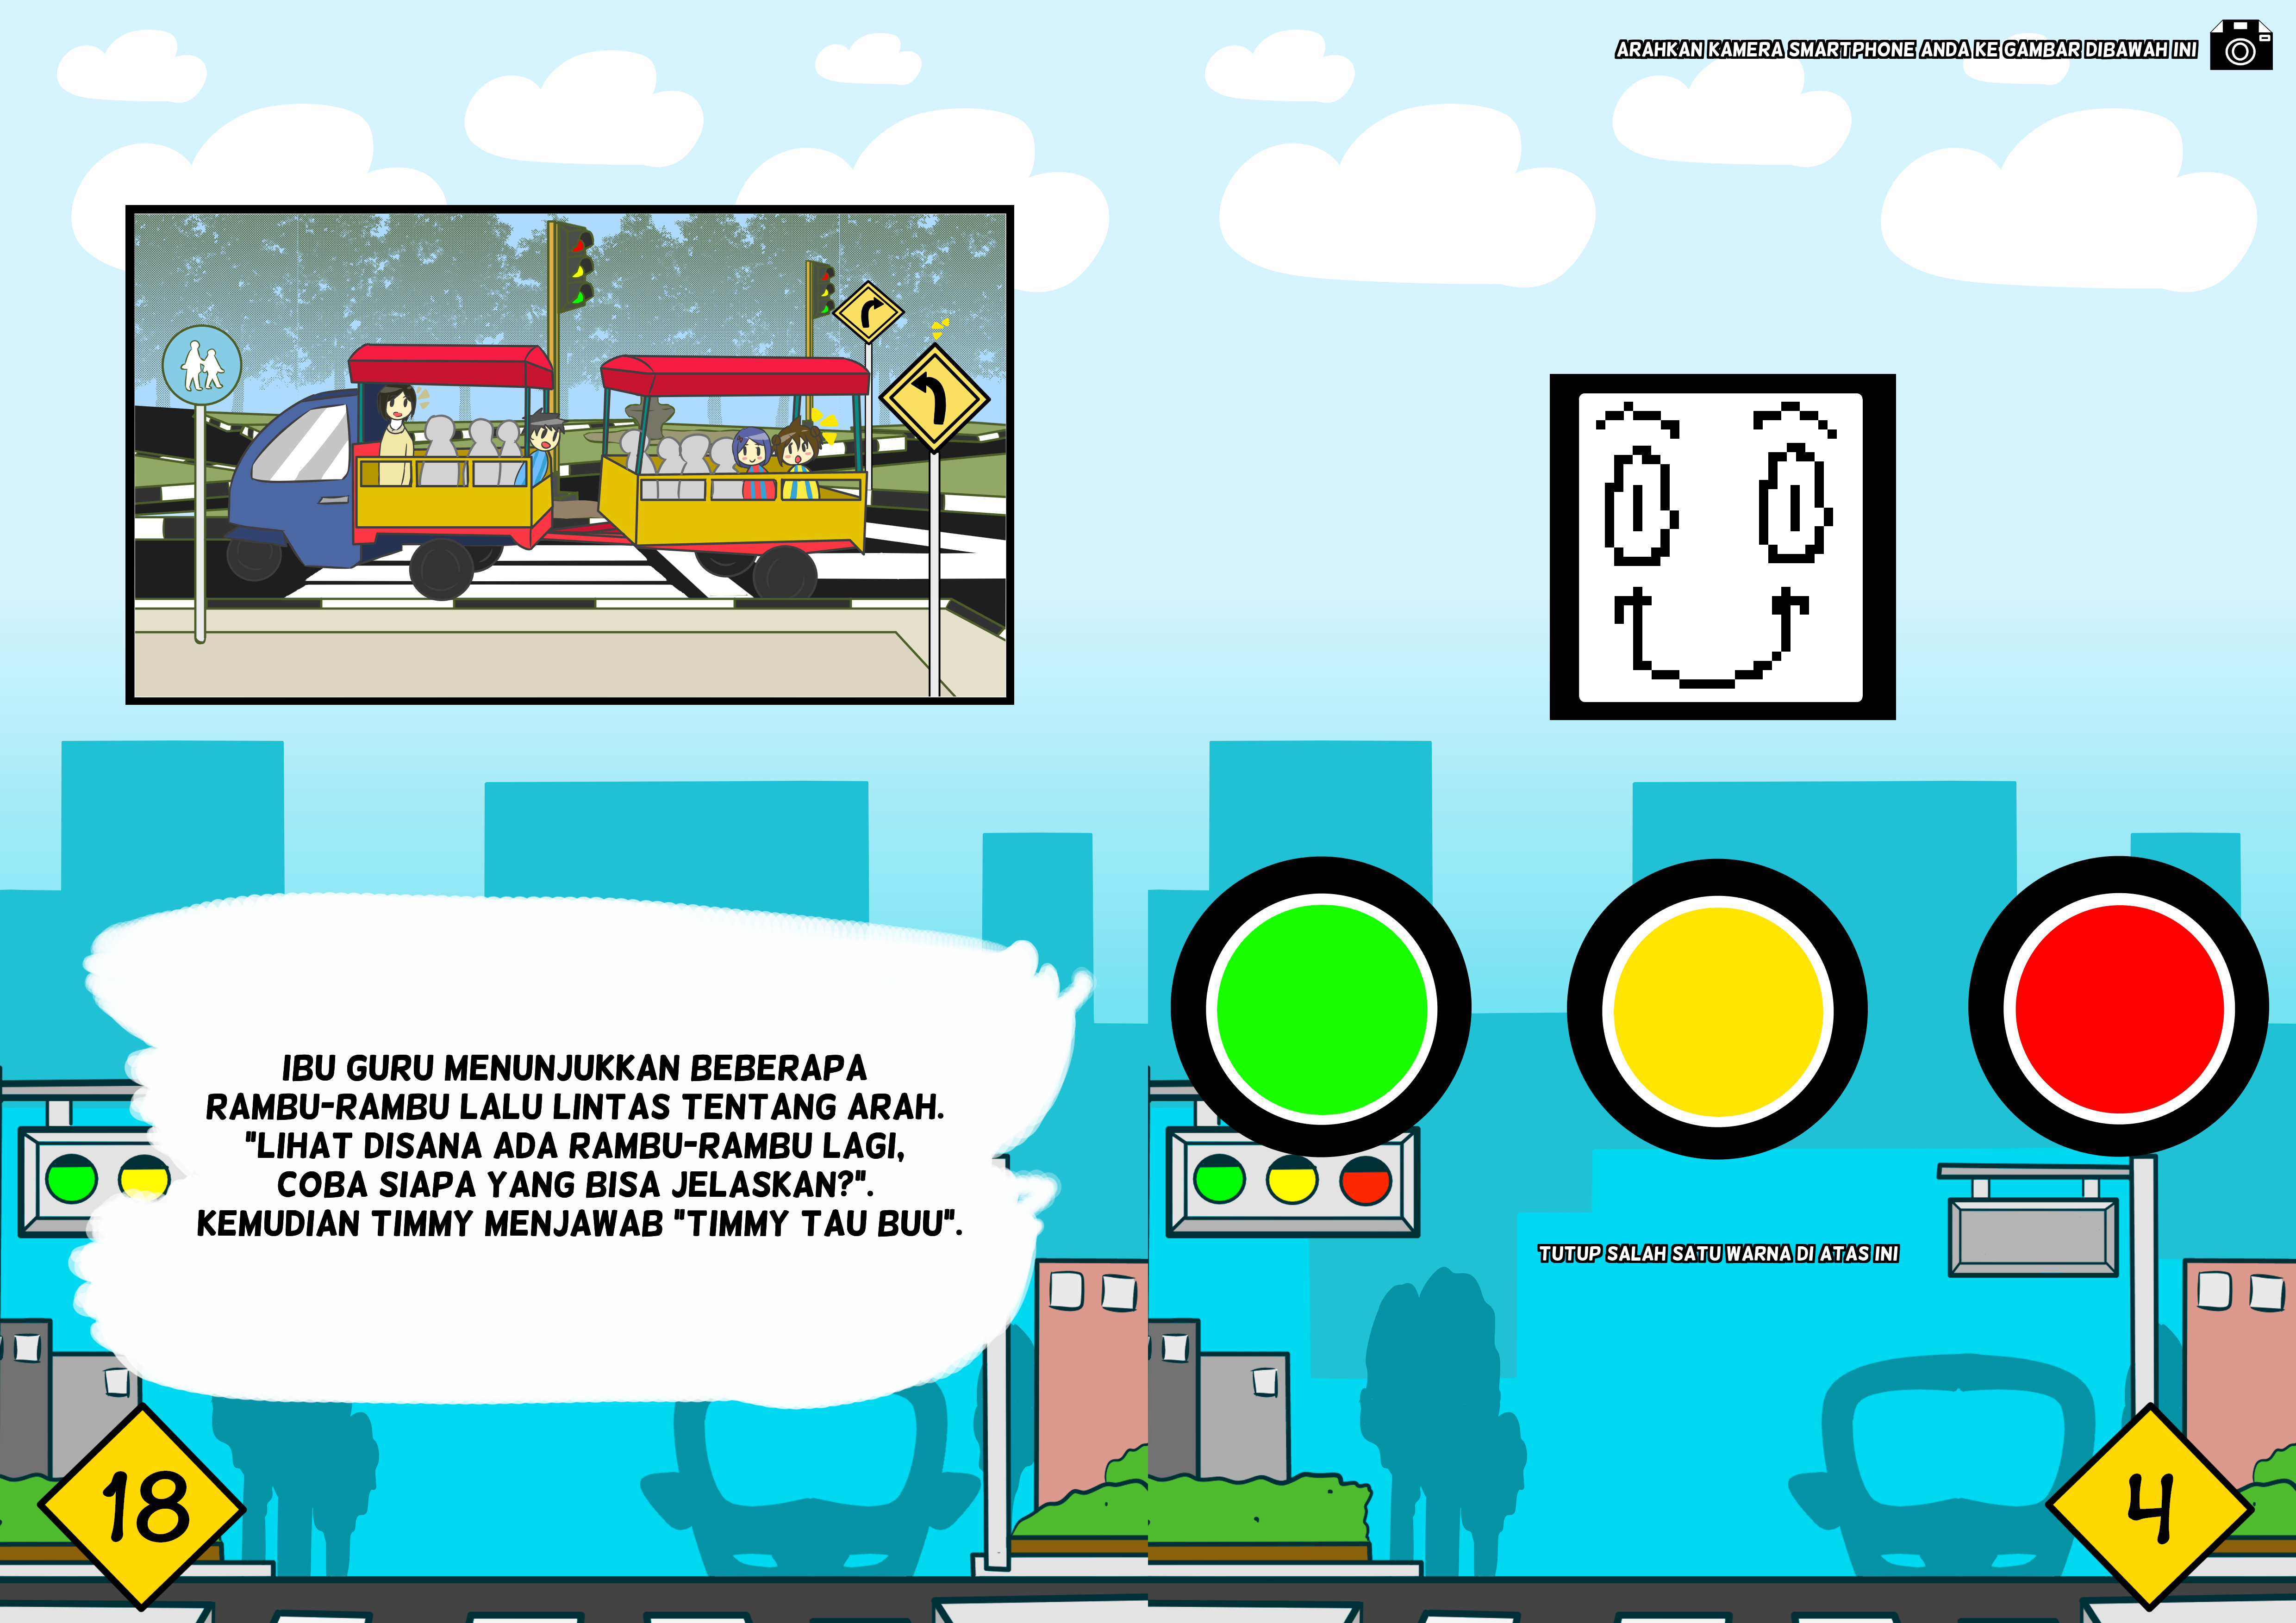 IBU GURU MENUNJUKKAN BEBERAPA
RAMBU-RAMBU LALU LINTAS TENTANG ARAH.
"LIHAT DISANA ADA RAMBU-RAMBU LAGI,
COBA SIAPA YANG BISA JELASKAN?".
KEMUDIAN TIMMY MENJAWAB "TIMMY TAU BUU".
18
ARAHKAN KAMERA SMARTPHONE ANDA KE GAMBAR DIBAWAH INI
TUTUP SALAH SATU WARNA DI ATAS INI
4